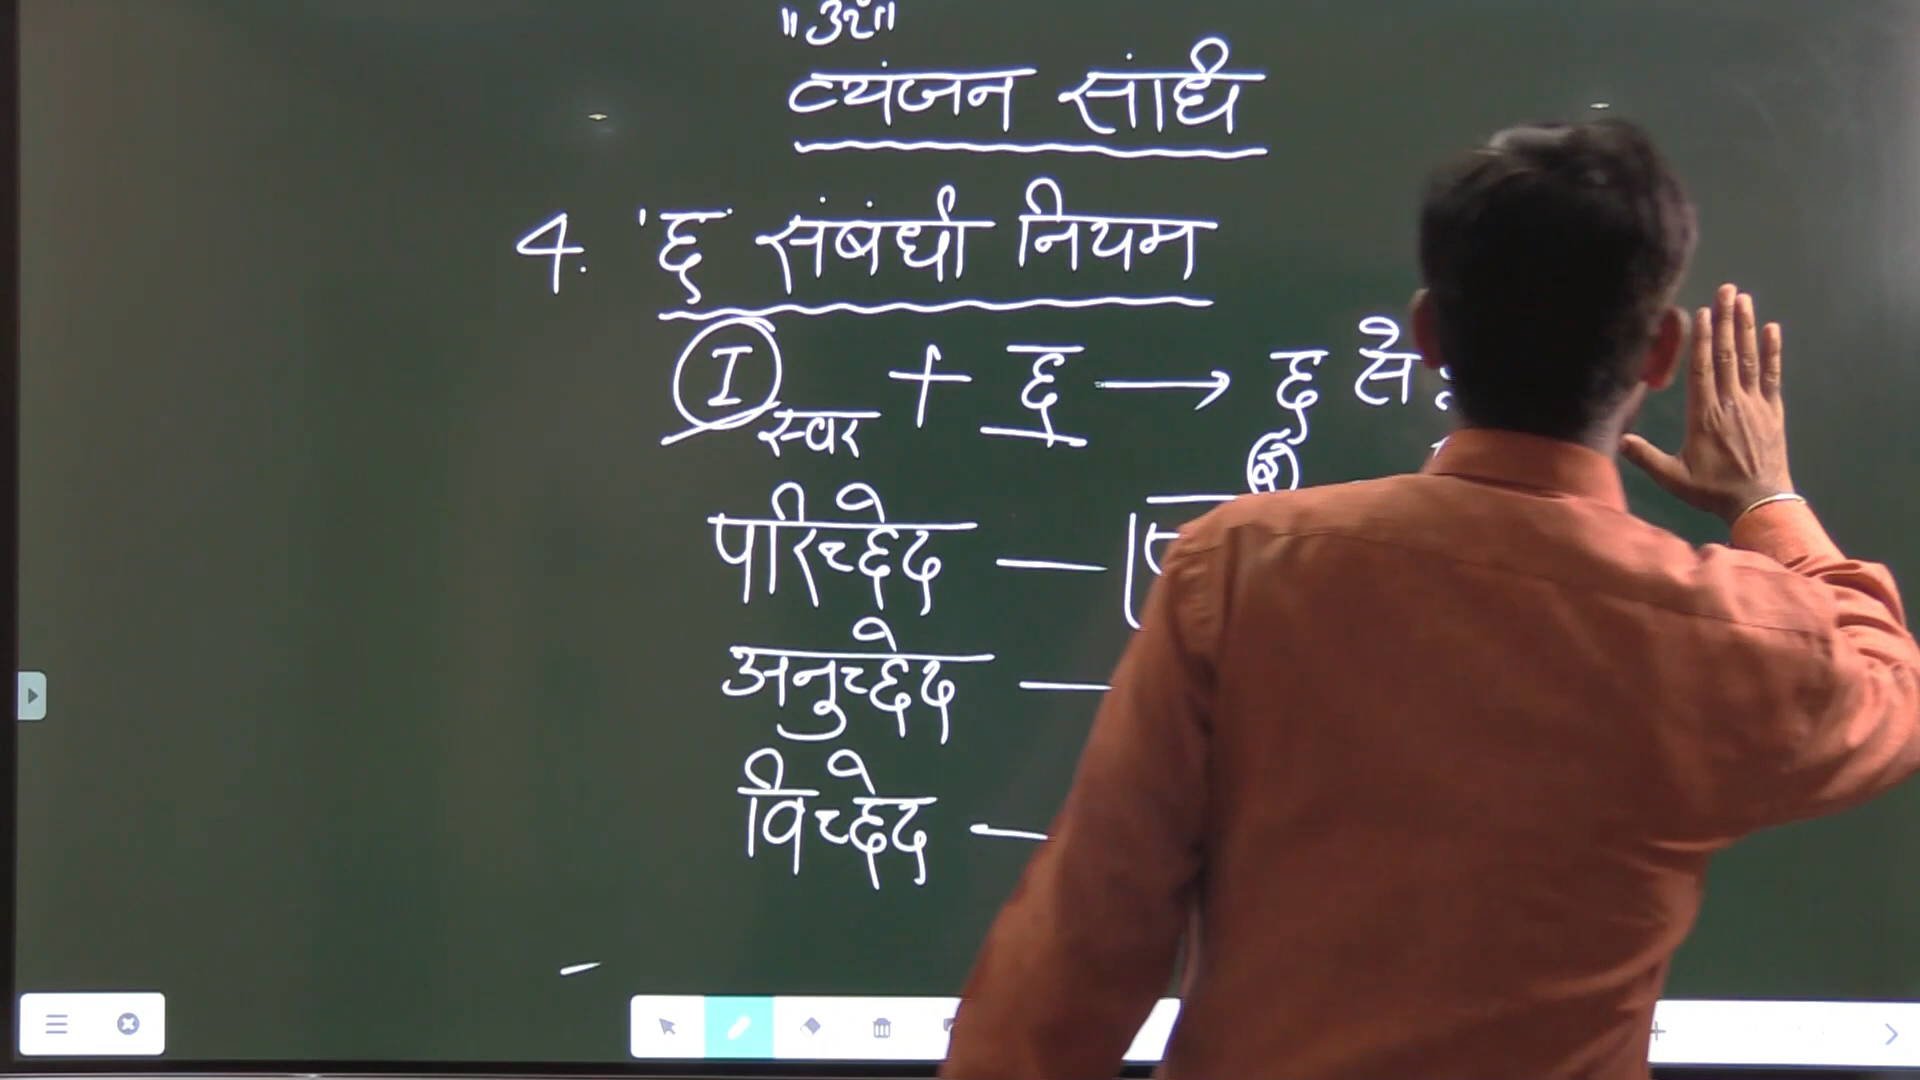 ॥ॐ॥
व्यंजन संधि
4. 'छ संबंधी नियम
I स्वर + छ → छ से
परिच्छेद —
अनुच्छेद —
विच्छेद —